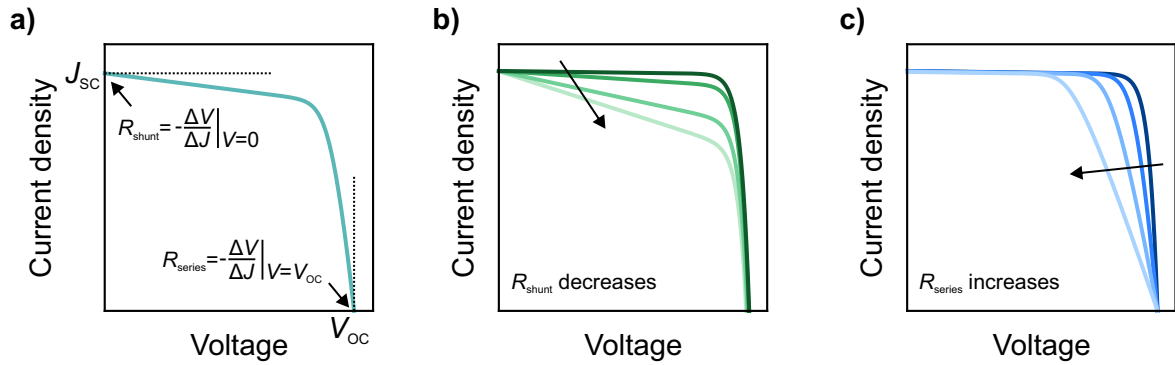 a)
Current density
J_SC
R_shunt = -ΔV/ΔJ |V=0
R_series = -ΔV/ΔJ |V=V_OC
V_OC
Voltage
b)
Current density
R_shunt decreases
Voltage
c)
Current density
R_series increases
Voltage